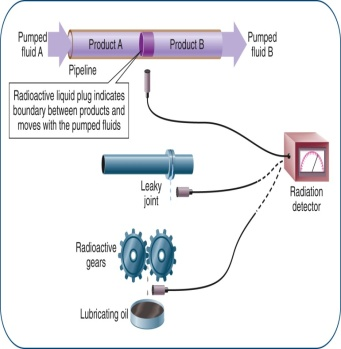 Pumped
fluid A
Product A
Product B
Pumped
fluid B
Pipeline
Radioactive liquid plug indicates
boundary between products and
moves with the pumped fluids
Leaky
joint
Radiation
detector
Radioactive
gears
Lubricating oil